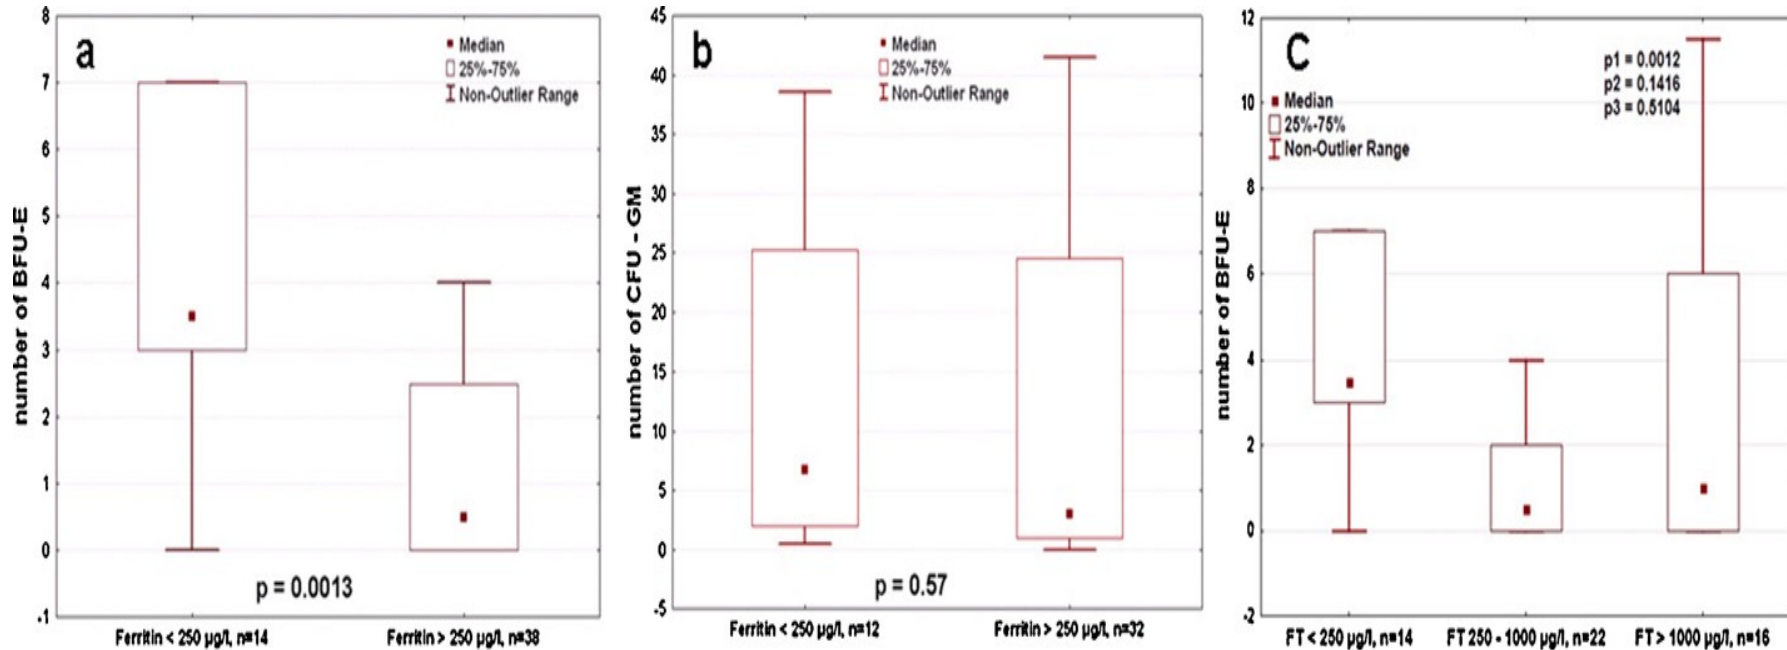 a
Median
25%-75%
Non-Outlier Range
number of BFU-E
8
7
6
5
4
3
2
1
0
-1
p = 0.0013
Ferritin < 250 µg/l, n=14
Ferritin > 250 µg/l, n=38
b
Median
25%-75%
Non-Outlier Range
number of CFU - GM
45
40
35
30
25
20
15
10
5
0
-5
p = 0.57
Ferritin < 250 µg/l, n=12
Ferritin > 250 µg/l, n=32
C
p1 = 0.0012
p2 = 0.1416
p3 = 0.5104
Median
25%-75%
Non-Outlier Range
number of BFU-E
12
10
8
6
4
2
0
-2
FT < 250 µg/l, n=14
FT 250 - 1000 µg/l, n=22
FT > 1000 µg/l, n=16